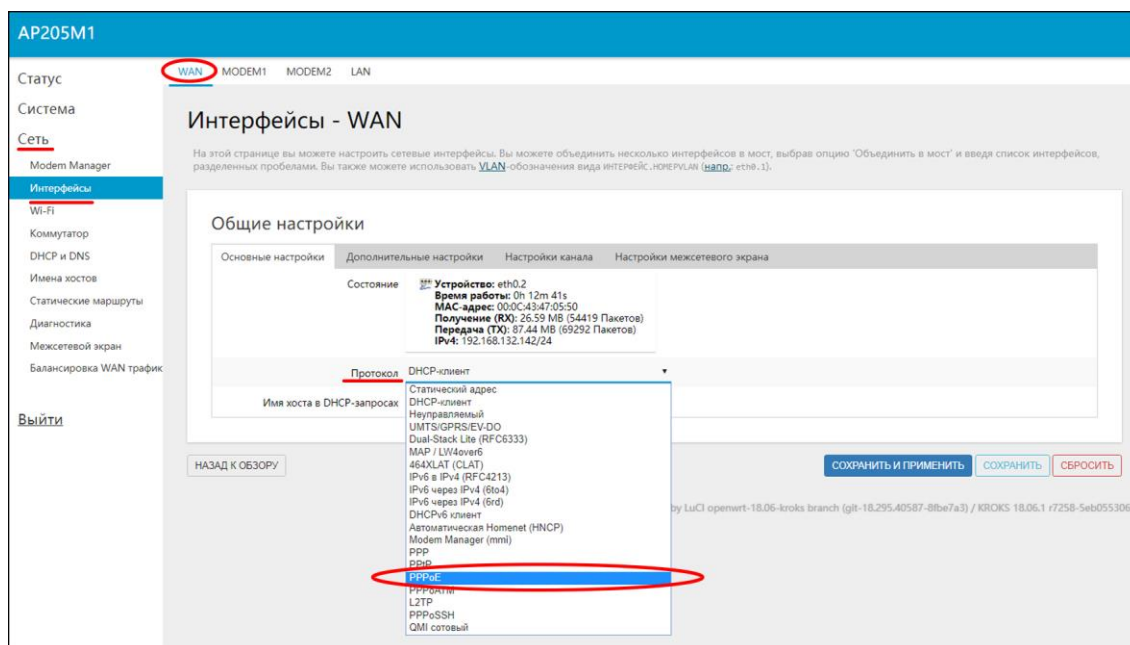 AP205M1
Статус
Система
Сеть
Modem Manager
Интерфейсы
Wi-Fi
Коммутатор
DHCP и DNS
Имена хостов
Статические маршруты
Диагностика
Межсетевой экран
Балансировка WAN трафик
Выйти
WAN MODEM1 MODEM2 LAN
Интерфейсы - WAN
На этой странице вы можете настроить сетевые интерфейсы. Вы можете объединить несколько интерфейсов в мост, выбрав опцию 'Объединить в мост' и введя список интерфейсов,
разделенных пробелами. Вы также можете использовать VLAN-обозначения вида ИНТЕРФЕЙС.НОМЕРVLAN (напр.: eth0.1).
Общие настройки
Основные настройки Дополнительные настройки Настройки канала Настройки межсетевого экрана
Состояние
Устройство: eth0.2
Время работы: 0h 12m 41s
MAC-адрес: 00:0C:43:47:05:50
Получение (RX): 26.59 MB (54419 Пакетов)
Передача (TX): 87.44 MB (69292 Пакетов)
IPv4: 192.168.132.142/24
Протокол DHCP-клиент
Имя хоста в DHCP-запросах
Статический адрес
DHCP-клиент
Неуправляемый
UMTS/GPRS/EV-DO
Dual-Stack Lite (RFC6333)
MAP / LW4over6
464XLAT (CLAT)
IPv6 в IPv4 (RFC4213)
IPv6 через IPv4 (6to4)
IPv6 через IPv4 (6rd)
DHCPv6 клиент
Автоматическая Homenet (HNCP)
Modem Manager (mmi)
PPP
PPtP
PPPoE
PPPoATM
L2TP
PPPoSSH
QMI сотовый
НАЗАД К ОБЗОРУ СОХРАНИТЬ И ПРИМЕНИТЬ СОХРАНИТЬ СБРОСИТЬ
by LuCI openwrt-18.06-kroks branch (git-18.295.40587-8fbe7a3) / KROKS 18.06.1 r7258-5eb055306